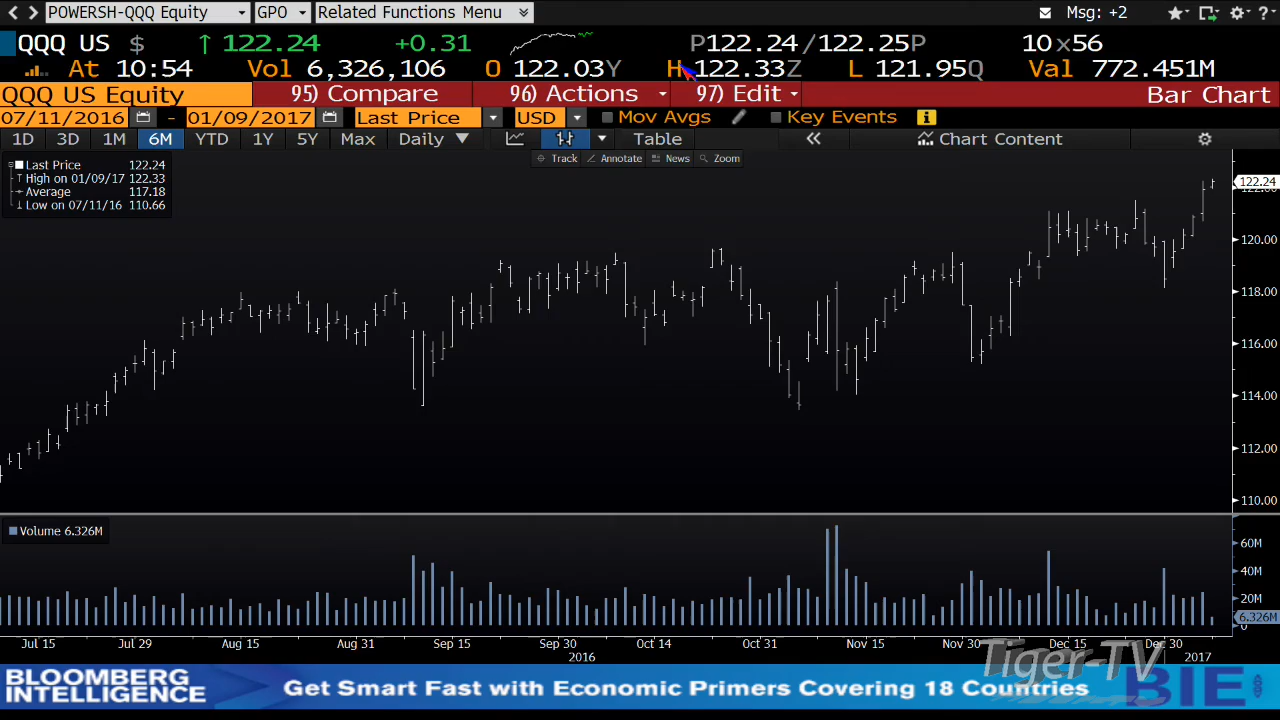 POWERSH-QQQ Equity GPO Related Functions Menu Msg: +2
QQQ US $ ↑ 122.24 +0.31 P122.24/122.25P 10x56
At 10:54 Vol 6,326,106 O 122.03Y H 122.33Z L 121.95Q Val 772.451M
QQQ US Equity 95) Compare 96) Actions 97) Edit Bar Chart
07/11/2016 - 01/09/2017 Last Price USD Mov Avgs Key Events
1D 3D 1M 6M YTD 1Y 5Y Max Daily Table Chart Content
Track Annotate News Zoom
Last Price 122.24
High on 01/09/17 122.33
Average 117.18
Low on 07/11/16 110.66
122.24
122.00
120.00
118.00
116.00
114.00
112.00
110.00
Volume 6.326M
60M
40M
20M
6.326M
0
Jul 15 Jul 29 Aug 15 Aug 31 Sep 15 Sep 30 Oct 14 Oct 31 Nov 15 Nov 30 Dec 15 Dec 30
2016 2017
Tiger-TV
BLOOMBERG
INTELLIGENCE
Get Smart Fast with Economic Primers Covering 18 Countries
BIE